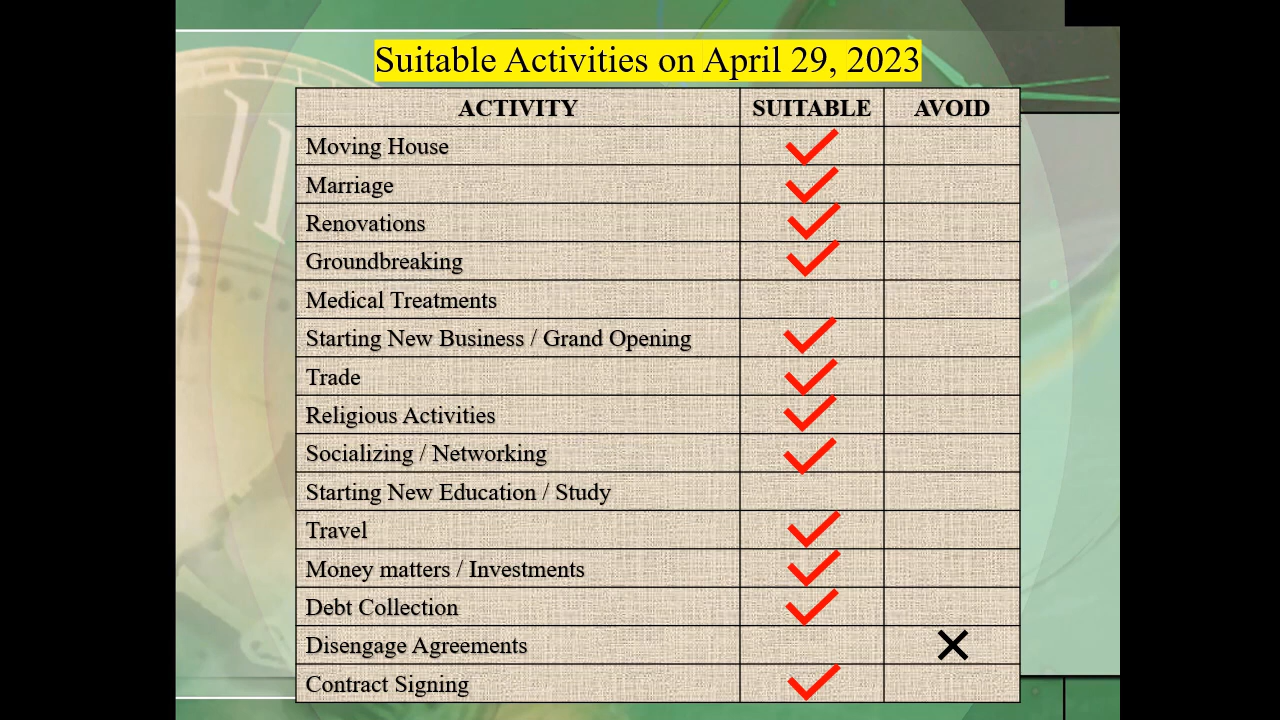 Suitable Activities on April 29, 2023
ACTIVITY SUITABLE AVOID
Moving House
Marriage
Renovations
Groundbreaking
Medical Treatments
Starting New Business / Grand Opening
Trade
Religious Activities
Socializing / Networking
Starting New Education / Study
Travel
Money matters / Investments
Debt Collection
Disengage Agreements
Contract Signing